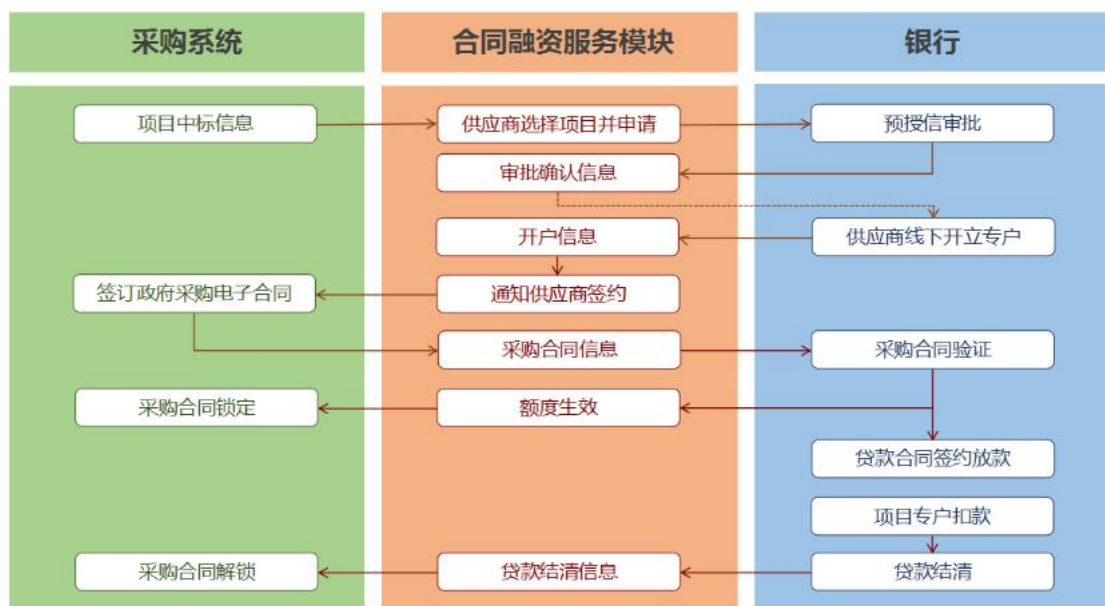 采购系统
合同融资服务模块
银行
项目中标信息
供应商选择项目并申请
预授信审批
审批确认信息
开户信息
供应商线下开立专户
签订政府采购电子合同
通知供应商签约
采购合同信息
采购合同验证
采购合同锁定
额度生效
贷款合同签约放款
项目专户扣款
采购合同解锁
贷款结清信息
贷款结清